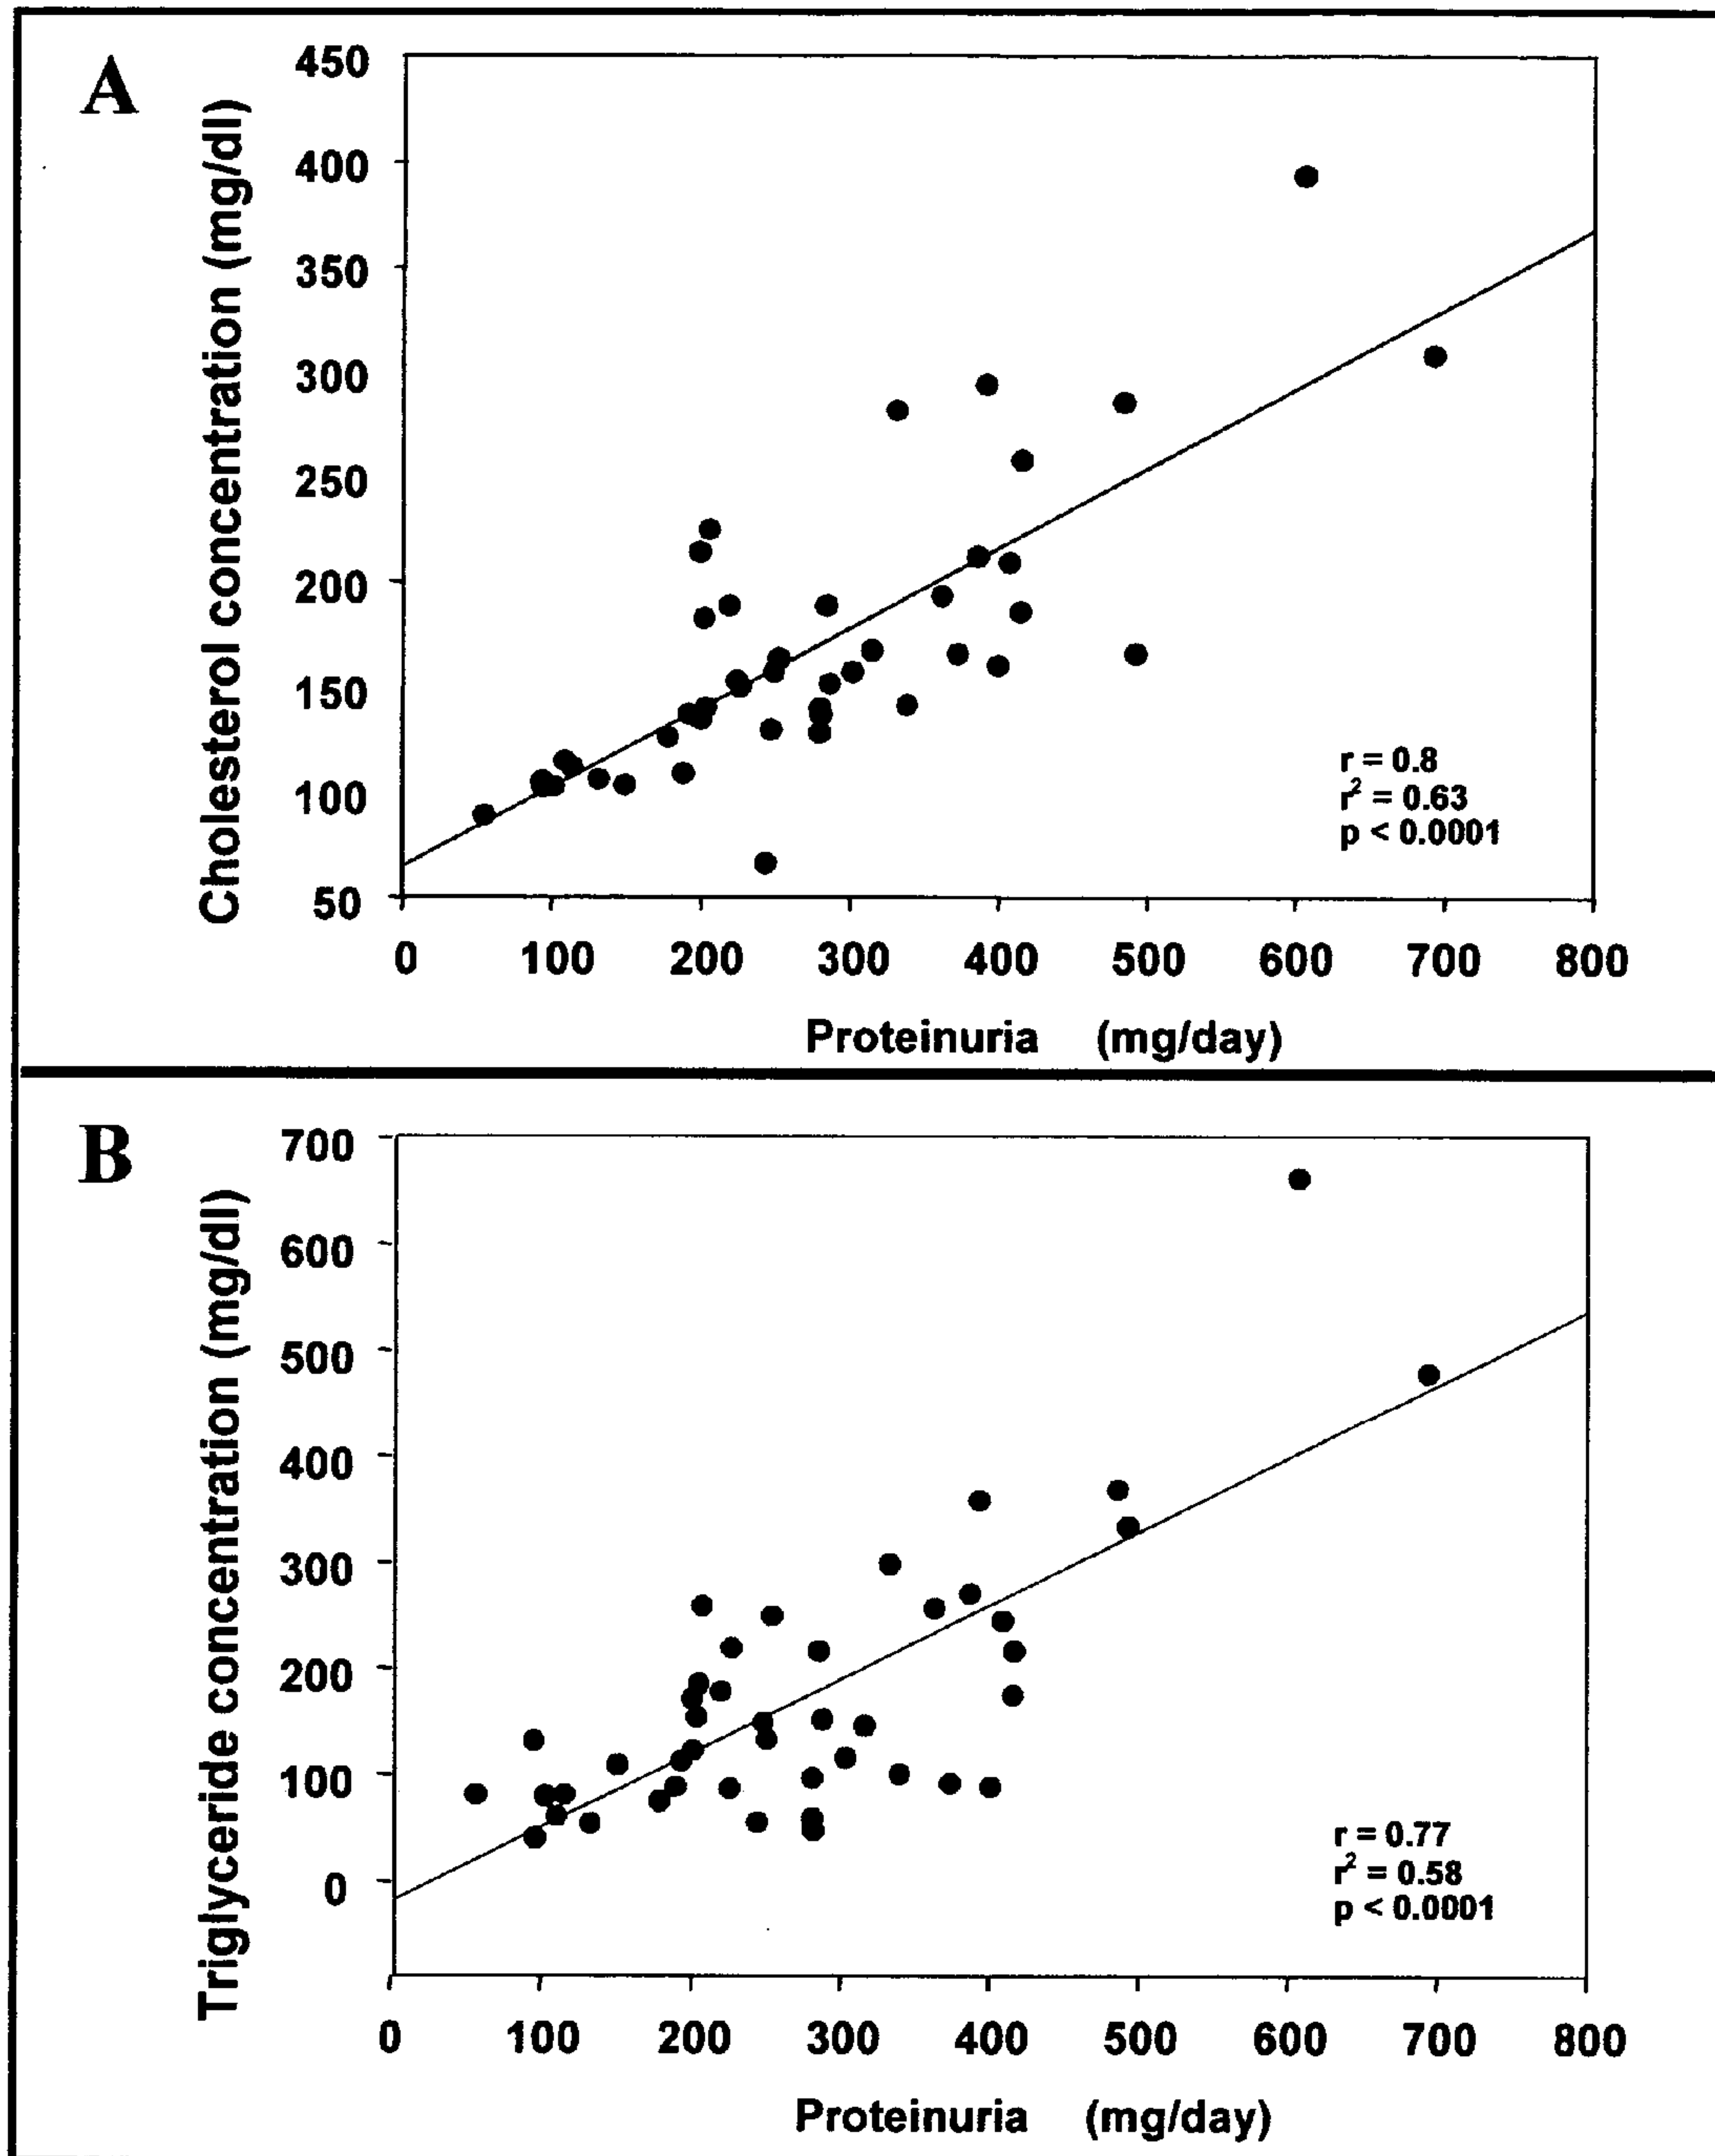 A
Cholesterol concentration (mg/dl)
450
400
350
300
250
200
150
100
50
r = 0.8
r² = 0.63
p < 0.0001
0 100 200 300 400 500 600 700 800
Proteinuria (mg/day)
B
Triglyceride concentration (mg/dl)
700
600
500
400
300
200
100
0
r = 0.77
r² = 0.58
p < 0.0001
0 100 200 300 400 500 600 700 800
Proteinuria (mg/day)